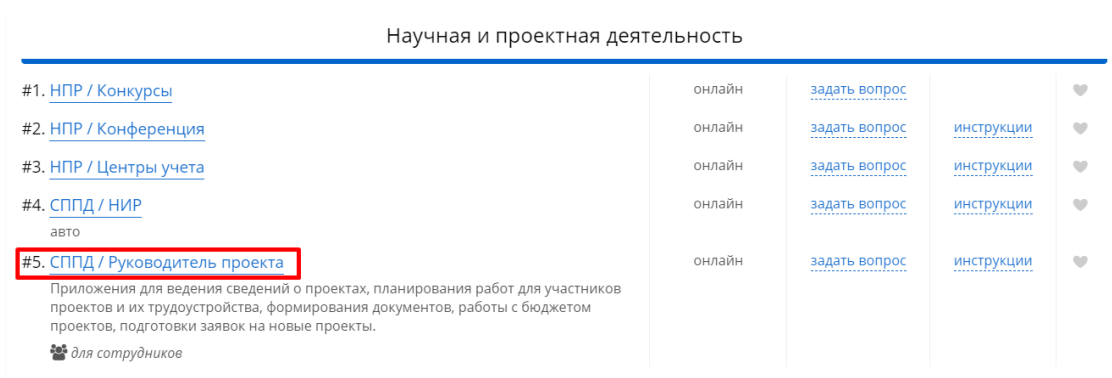 Научная и проектная деятельность
#1. НПР / Конкурсы онлайн задать вопрос
#2. НПР / Конференция онлайн задать вопрос инструкции
#3. НПР / Центры учета онлайн задать вопрос инструкции
#4. СППД / НИР онлайн задать вопрос инструкции
авто
#5. СППД / Руководитель проекта онлайн задать вопрос инструкции
Приложения для ведения сведений о проектах, планирования работ для участников
проектов и их трудоустройства, формирования документов, работы с бюджетом
проектов, подготовки заявок на новые проекты.
для сотрудников